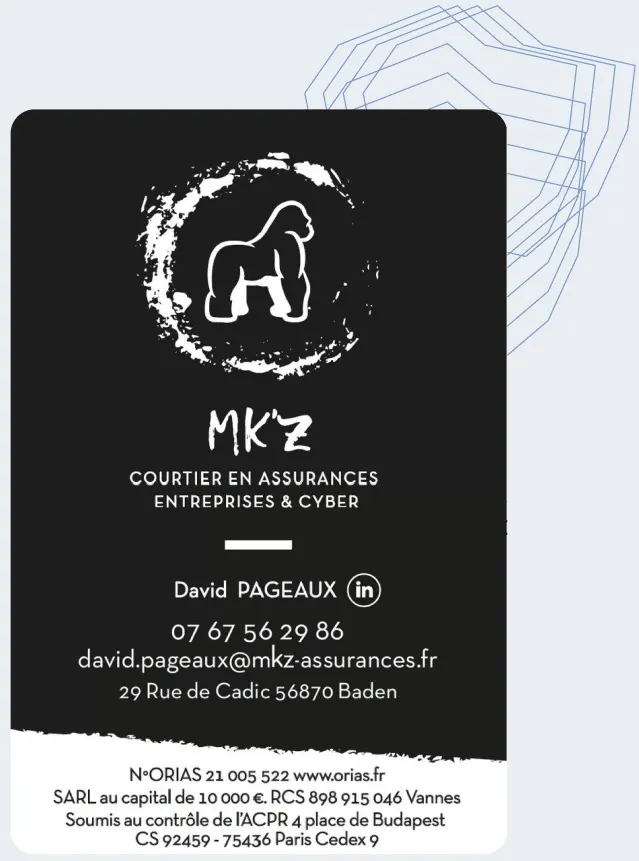 MK'Z
COURTIER EN ASSURANCES
ENTREPRISES & CYBER
David PAGEAUX in
07 67 56 29 86
david.pageaux@mkz-assurances.fr
29 Rue de Cadic 56870 Baden
N°ORIAS 21 005 522 www.orias.fr
SARL au capital de 10 000 €. RCS 898 915 046 Vannes
Soumis au contrôle de l'ACPR 4 place de Budapest
CS 92459 - 75436 Paris Cedex 9